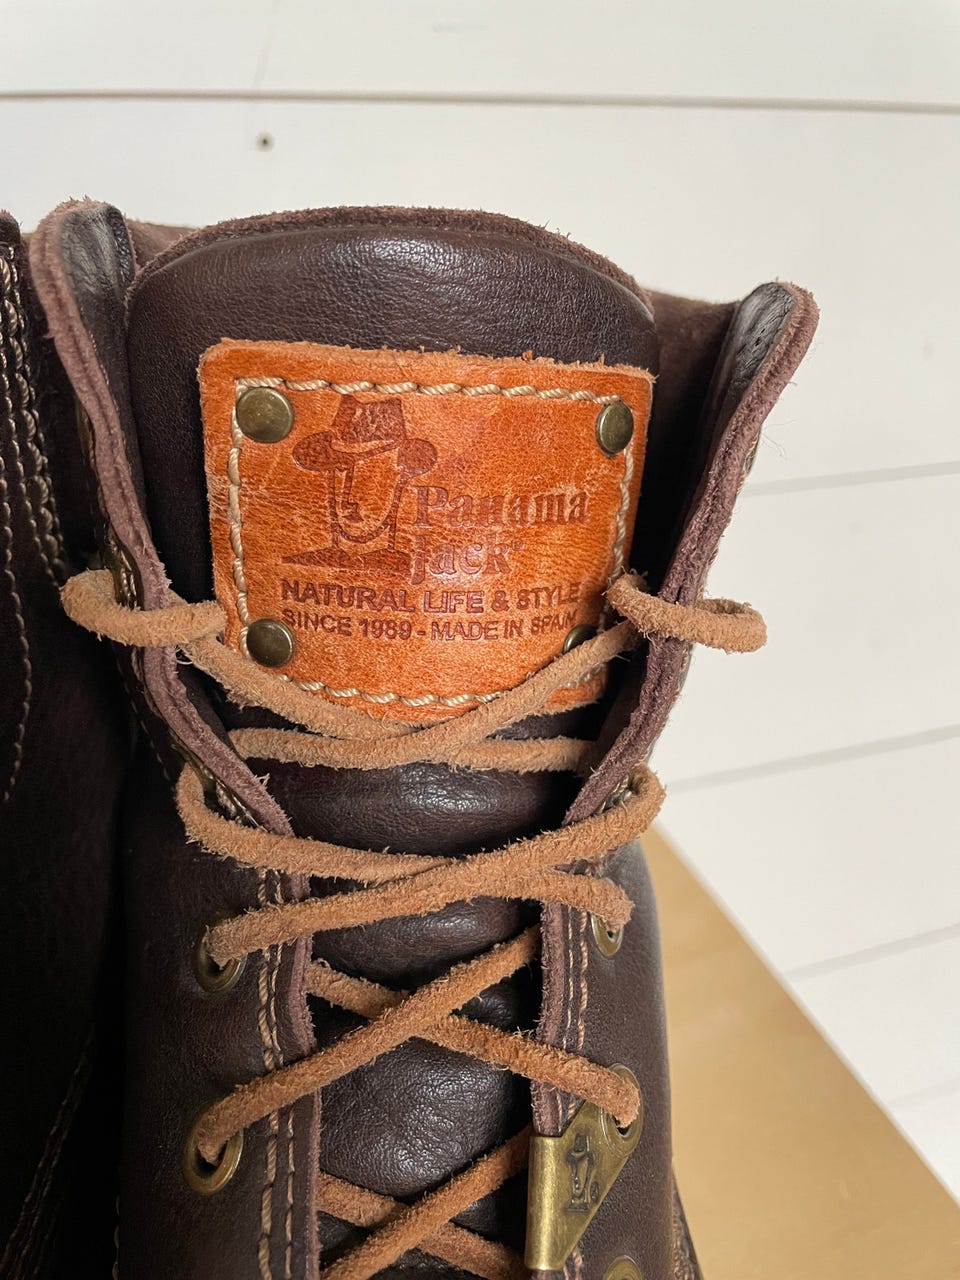 Panama
Jack®
NATURAL LIFE & STYLE
SINCE 1989 - MADE IN SPAIN